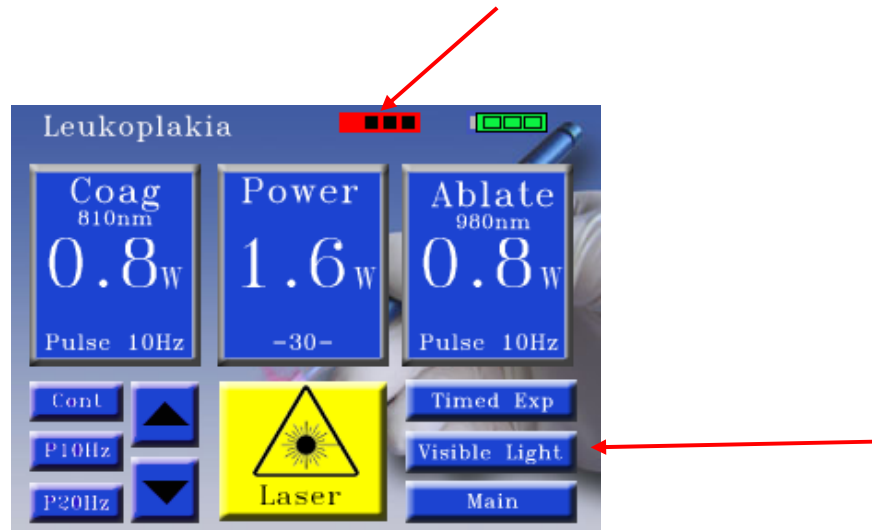 Leukoplakia
Coag
810nm
0.8W
Pulse 10Hz
Power
1.6W
-30-
Ablate
980nm
0.8W
Pulse 10Hz
Cont
P10Hz
P20Hz
Laser
Timed Exp
Visible Light
Main